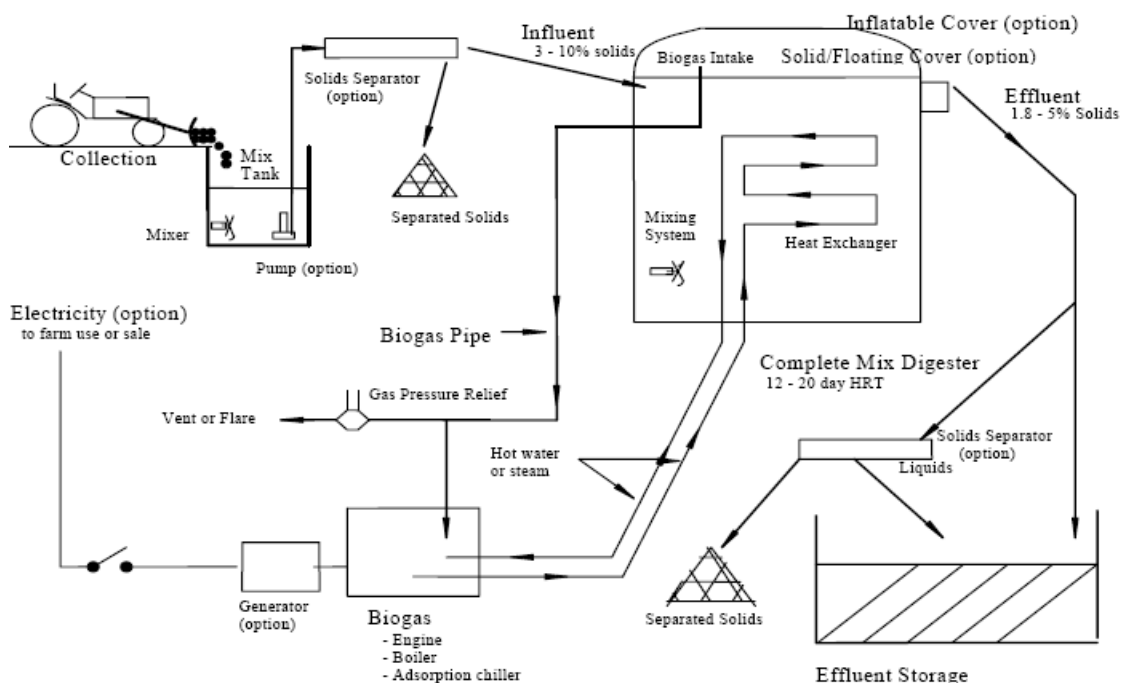 Inflatable Cover (option)
Influent
3 - 10% solids
Biogas Intake
Solid/Floating Cover (option)
Solids Separator
(option)
Effluent
1.8 - 5% Solids
Collection
Mix
Tank
Separated Solids
Mixer
Mixing
System
Heat Exchanger
Pump (option)
Electricity (option)
to farm use or sale
Biogas Pipe
Complete Mix Digester
12 - 20 day HRT
Gas Pressure Relief
Vent or Flare
Hot water
or steam
Solids Separator
(option)
Liquids
Generator
(option)
Biogas
- Engine
- Boiler
- Adsorption chiller
Separated Solids
Effluent Storage